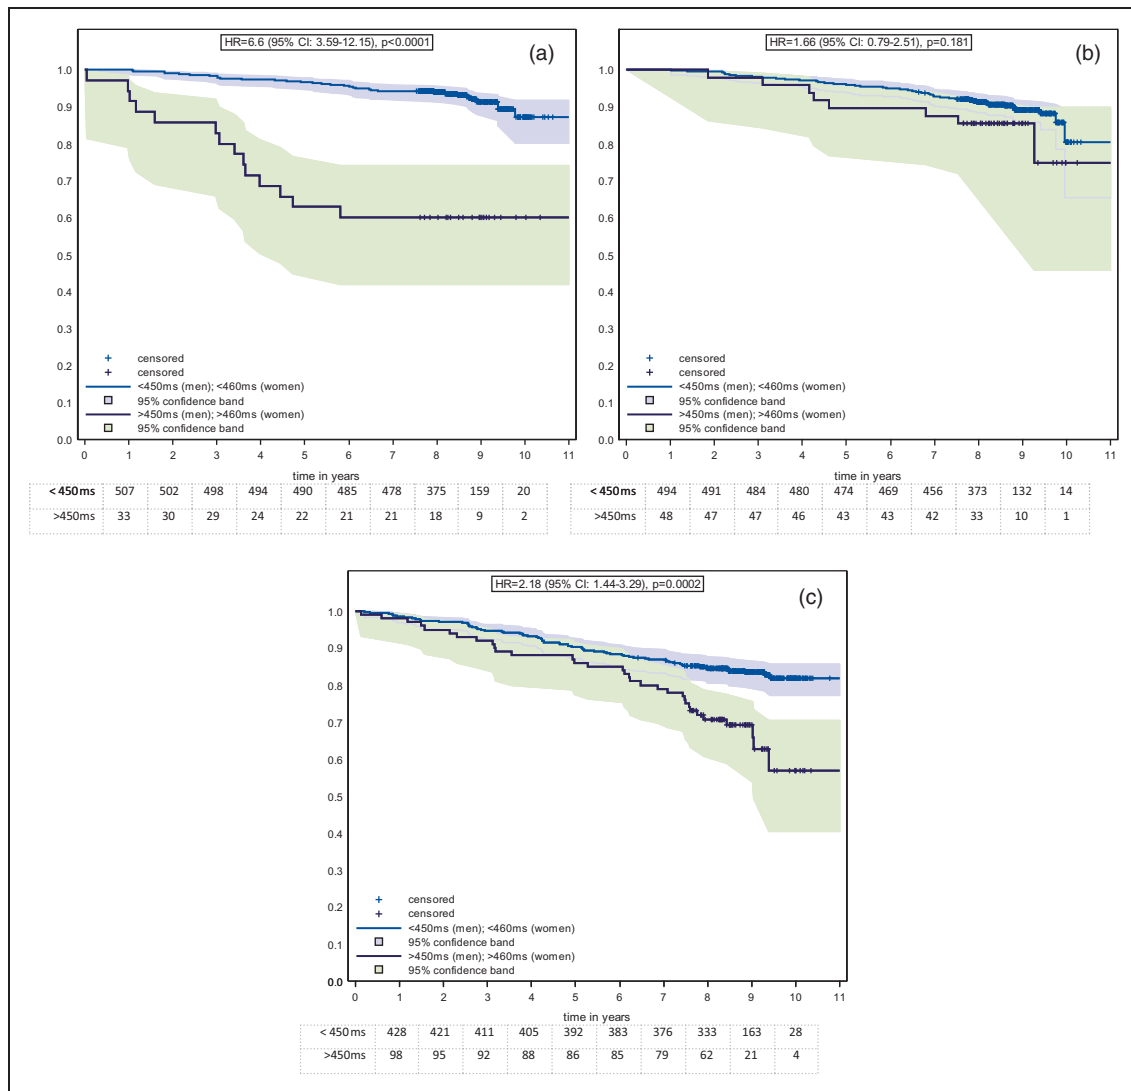 HR=6.6 (95% CI: 3.59-12.15), p<0.0001
(a)
1.0
0.9
0.8
0.7
0.6
0.5
0.4
0.3
0.2
0.1
0.0
censored
censored
<450ms (men); <460ms (women)
95% confidence band
>450ms (men); >460ms (women)
95% confidence band
0 1 2 3 4 5 6 7 8 9 10 11
time in years
<450ms 507 502 498 494 490 485 478 375 159 20
>450ms 33 30 29 24 22 21 21 18 9 2
HR=1.66 (95% CI: 0.79-2.51), p=0.181
(b)
1.0
0.9
0.8
0.7
0.6
0.5
0.4
0.3
0.2
0.1
0.0
censored
censored
<450ms (men); <460ms (women)
95% confidence band
>450ms (men); >460ms (women)
95% confidence band
0 1 2 3 4 5 6 7 8 9 10 11
time in years
<450ms 494 491 484 480 474 469 456 373 132 14
>450ms 48 47 47 46 43 43 42 33 10 1
HR=2.18 (95% CI: 1.44-3.29), p=0.0002
(c)
1.0
0.9
0.8
0.7
0.6
0.5
0.4
0.3
0.2
0.1
0.0
censored
censored
<450ms (men); <460ms (women)
95% confidence band
>450ms (men); >460ms (women)
95% confidence band
0 1 2 3 4 5 6 7 8 9 10 11
time in years
<450ms 428 421 411 405 392 383 376 333 163 28
>450ms 98 95 92 88 86 85 79 62 21 4